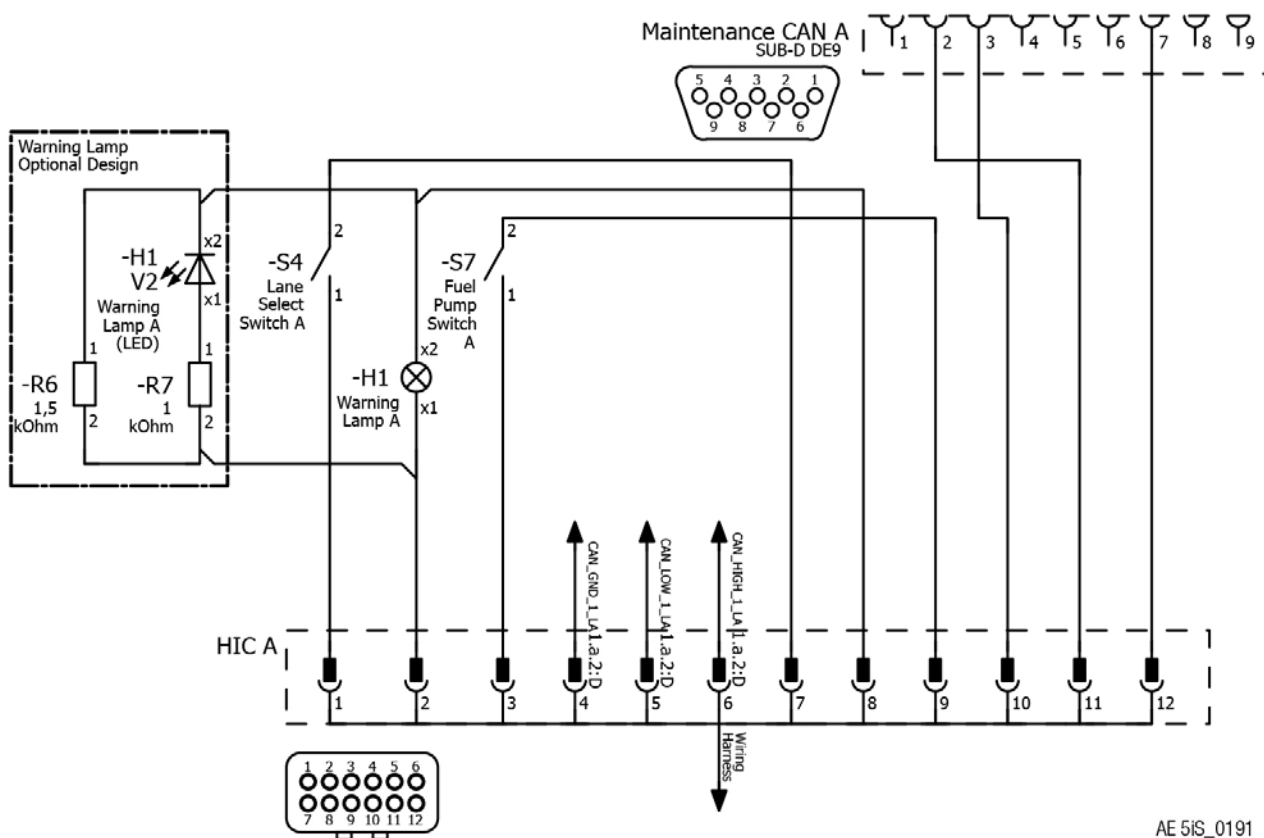 Maintenance CAN A
SUB-D DE9
1 2 3 4 5 6 7 8 9
5 4 3 2 1
9 8 7 6
Warning Lamp
Optional Design
-H1
V2
x2
x1
Warning
Lamp A
(LED)
-R6
1,5
kOhm
1
2
-R7
1
kOhm
1
2
-S4
Lane
Select
Switch A
2
1
-H1
Warning
Lamp A
x2
x1
-S7
Fuel
Pump
Switch
A
2
1
CAN_GND_1_LA
1.a.2:D
CAN_LOW_1_LA
1.a.2:D
CAN_HIGH_1_LA
1.a.2:D
HIC A
1 2 3 4 5 6 7 8 9 10 11 12
Wiring
Harness
1 2 3 4 5 6
7 8 9 10 11 12
AE 5iS_0191